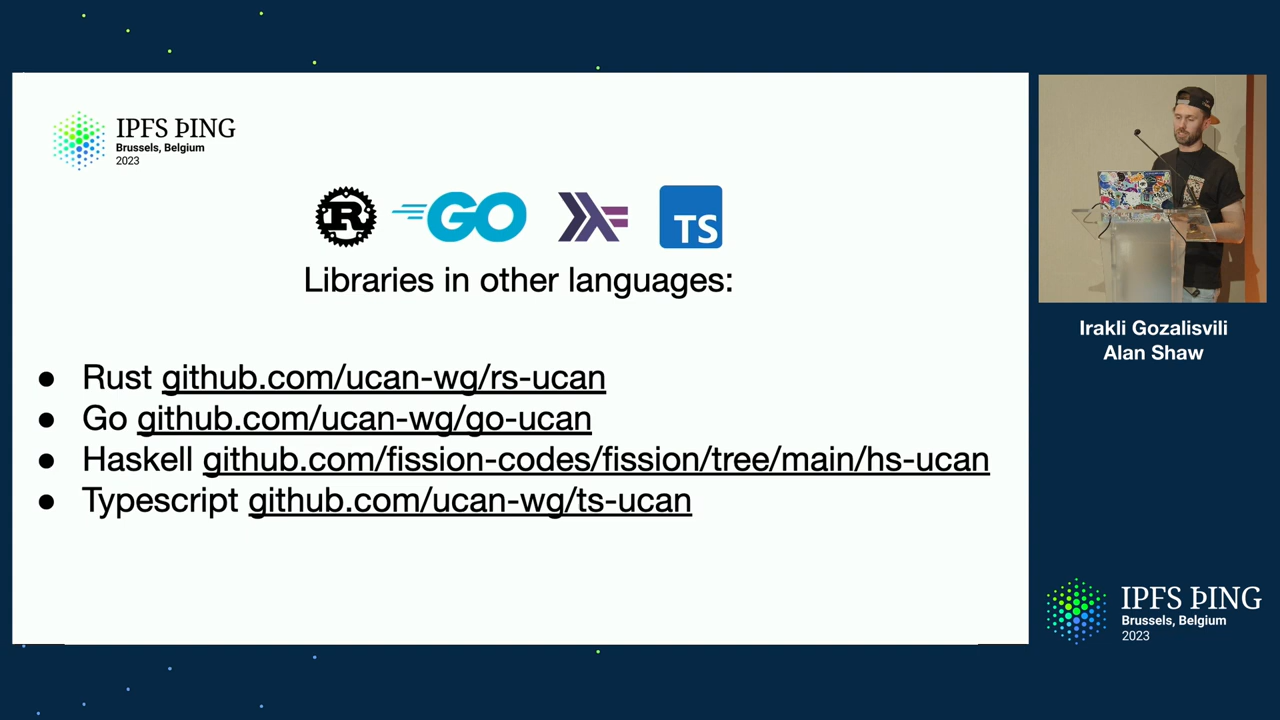 IPFS ÞING
Brussels, Belgium
2023
R
GO
TS
Libraries in other languages:
● Rust github.com/ucan-wg/rs-ucan
● Go github.com/ucan-wg/go-ucan
● Haskell github.com/fission-codes/fission/tree/main/hs-ucan
● Typescript github.com/ucan-wg/ts-ucan
Irakli Gozalisvili
Alan Shaw
IPFS ÞING
Brussels, Belgium
2023